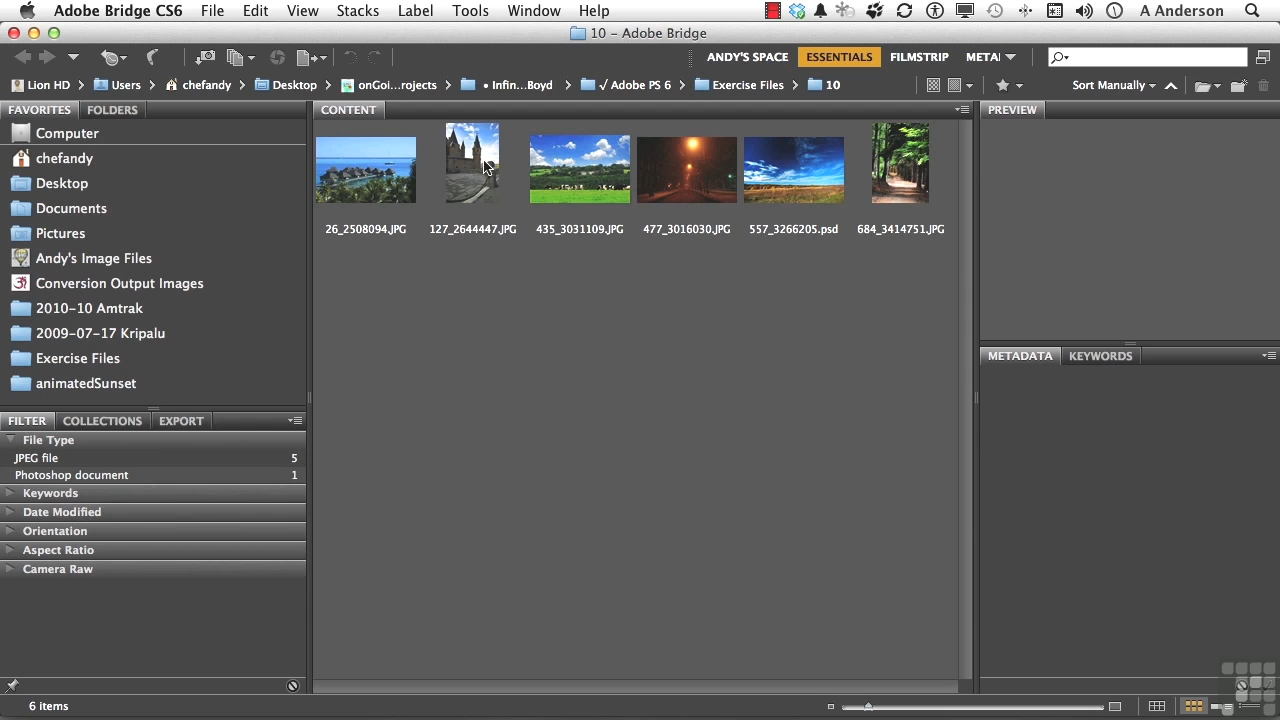 Adobe Bridge CS6 File Edit View Stacks Label Tools Window Help A Anderson
10 – Adobe Bridge
ANDY'S SPACE ESSENTIALS FILMSTRIP META
Lion HD Users chefandy Desktop onGoi...rojects • Infin...Boyd √ Adobe PS 6 Exercise Files 10 Sort Manually
FAVORITES FOLDERS CONTENT PREVIEW
Computer
chefandy
Desktop
Documents
Pictures
Andy's Image Files
Conversion Output Images
2010-10 Amtrak
2009-07-17 Kripalu
Exercise Files
animatedSunset
26_2508094.JPG 127_2644447.JPG 435_3031109.JPG 477_3016030.JPG 557_3266205.psd 684_3414751.JPG
METADATA KEYWORDS
FILTER COLLECTIONS EXPORT
File Type
JPEG file 5
Photoshop document 1
Keywords
Date Modified
Orientation
Aspect Ratio
Camera Raw
6 items